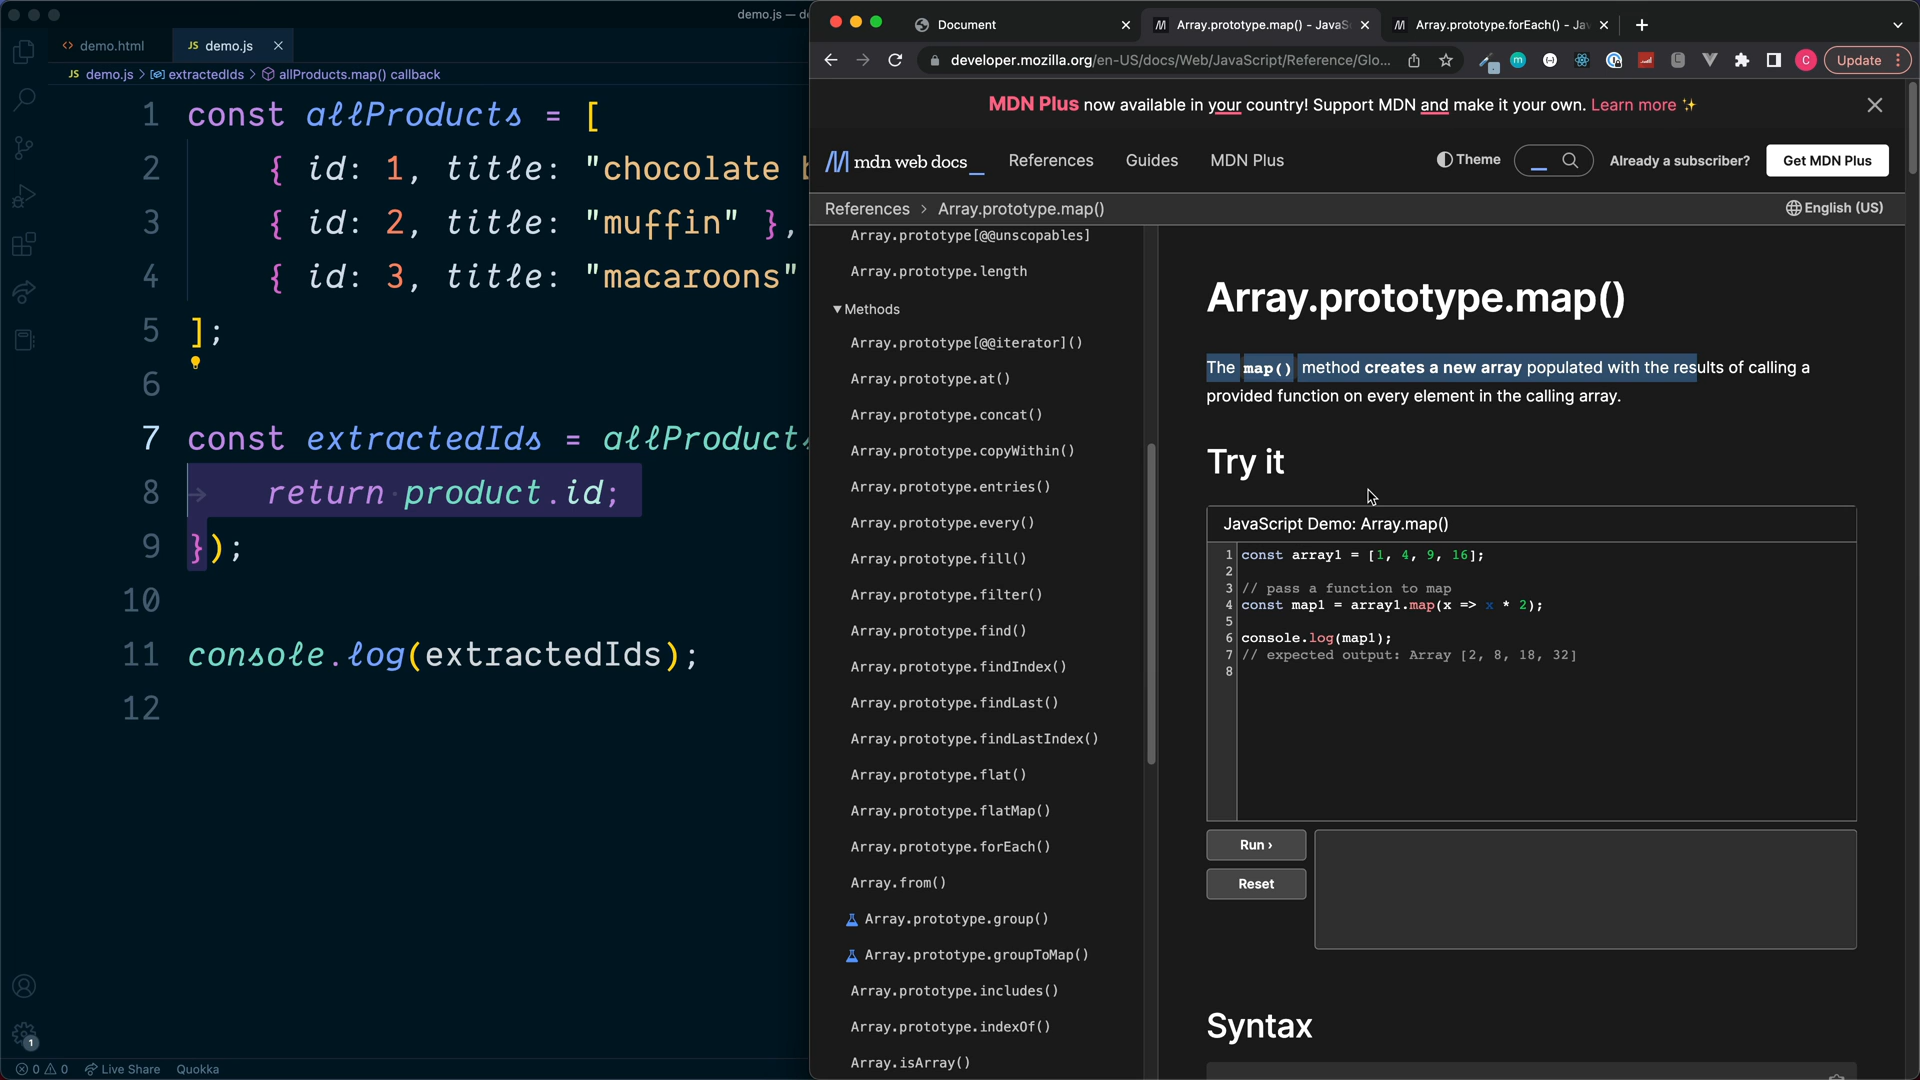 demo.js — de
demo.html
JS demo.js
JS demo.js > extractedIds > allProducts.map() callback
1 const allProducts = [
2 { id: 1, title: "chocolate b
3 { id: 2, title: "muffin" },
4 { id: 3, title: "macaroons"
5 ];
6
7 const extractedIds = allProducts
8 return product.id;
9 });
10
11 console.log(extractedIds);
12
1
0 0 Live Share Quokka
Document
Array.prototype.map() - JavaS
Array.prototype.forEach() - Jav
developer.mozilla.org/en-US/docs/Web/JavaScript/Reference/Glo...
C
Update
MDN Plus now available in your country! Support MDN and make it your own. Learn more ✨
mdn web docs_
References
Guides
MDN Plus
Theme
Already a subscriber?
Get MDN Plus
References > Array.prototype.map()
English (US)
Array.prototype[@@unscopables]
Array.prototype.length
Methods
Array.prototype[@@iterator]()
Array.prototype.at()
Array.prototype.concat()
Array.prototype.copyWithin()
Array.prototype.entries()
Array.prototype.every()
Array.prototype.fill()
Array.prototype.filter()
Array.prototype.find()
Array.prototype.findIndex()
Array.prototype.findLast()
Array.prototype.findLastIndex()
Array.prototype.flat()
Array.prototype.flatMap()
Array.prototype.forEach()
Array.from()
Array.prototype.group()
Array.prototype.groupToMap()
Array.prototype.includes()
Array.prototype.indexOf()
Array.isArray()
Array.prototype.map()
The map() method creates a new array populated with the results of calling a
provided function on every element in the calling array.
Try it
JavaScript Demo: Array.map()
1 const array1 = [1, 4, 9, 16];
2
3 // pass a function to map
4 const map1 = array1.map(x => x * 2);
5
6 console.log(map1);
7 // expected output: Array [2, 8, 18, 32]
8
Run ›
Reset
Syntax